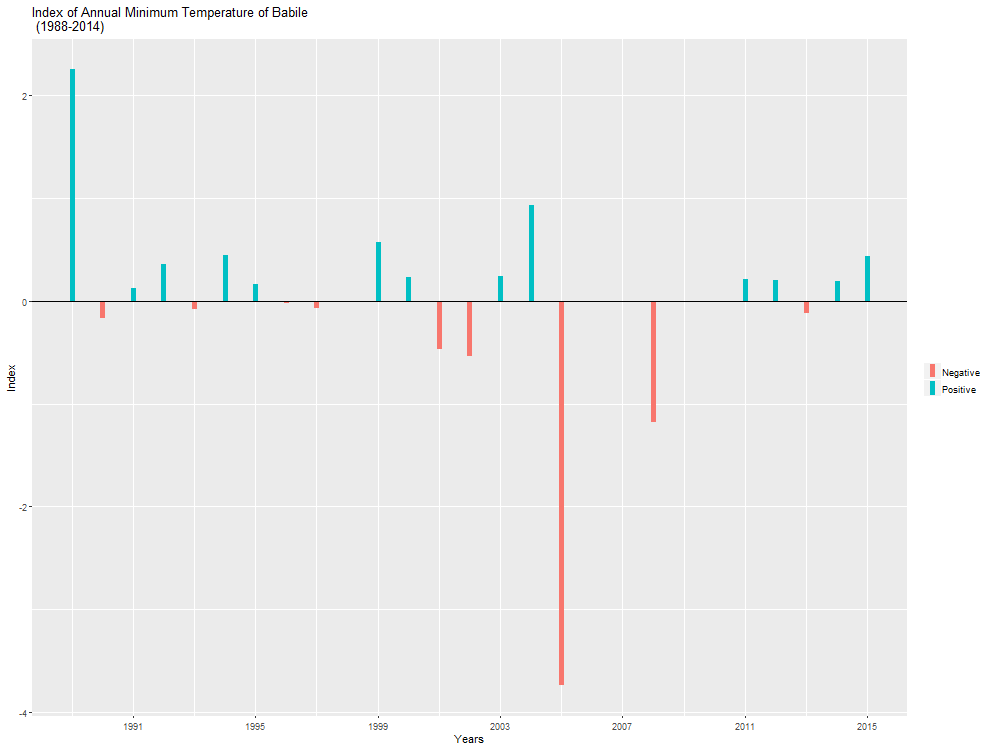 Index of Annual Minimum Temperature of Babile
(1988-2014)
2
0
-2
-4
Index
1991 1995 1999 2003 2007 2011 2015
Years
Negative
Positive